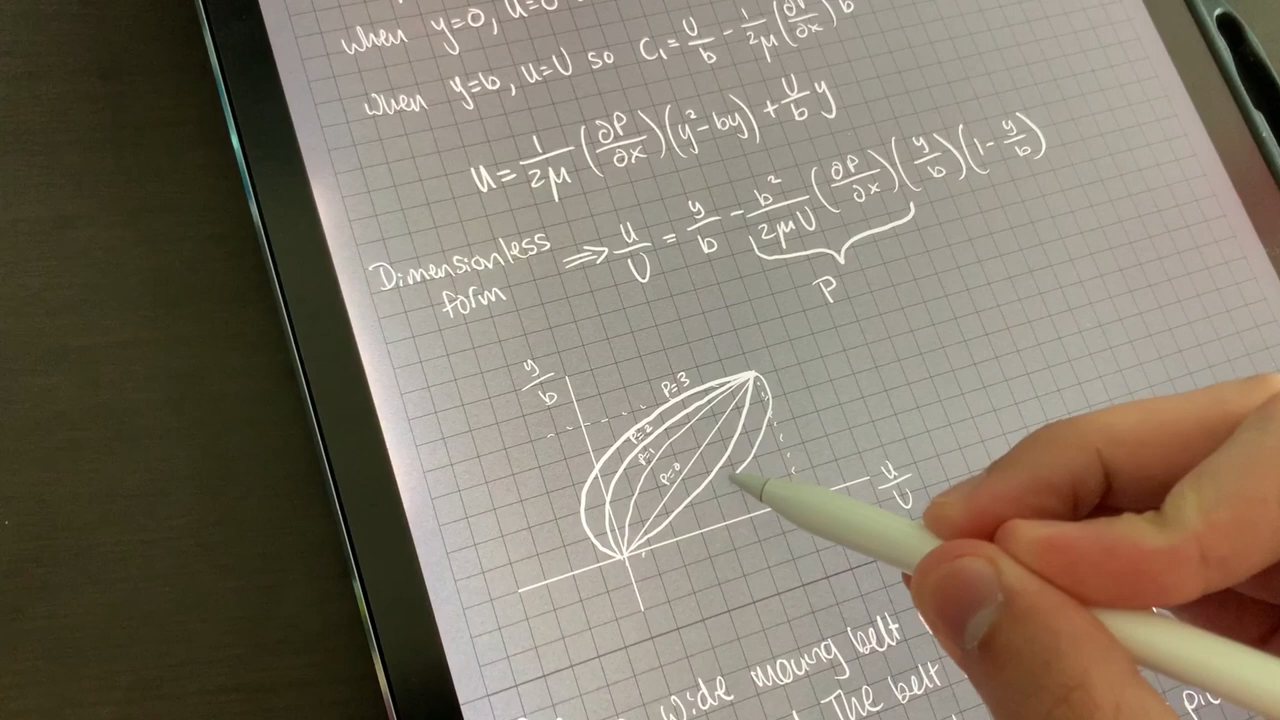 when y=0, u=0
when y=b, u=U so C₁=U/b-1/2μ(∂P/∂x)b
u=1/2μ(∂P/∂x)(y²-by)+U/b y
Dimensionless form ⟹ u/U=y/b-b²/2μU(∂P/∂x)(y/b)(1-y/b)
P
y/b
P=3
P=2
P=1
P=0
u/U
wide moving belt
The belt